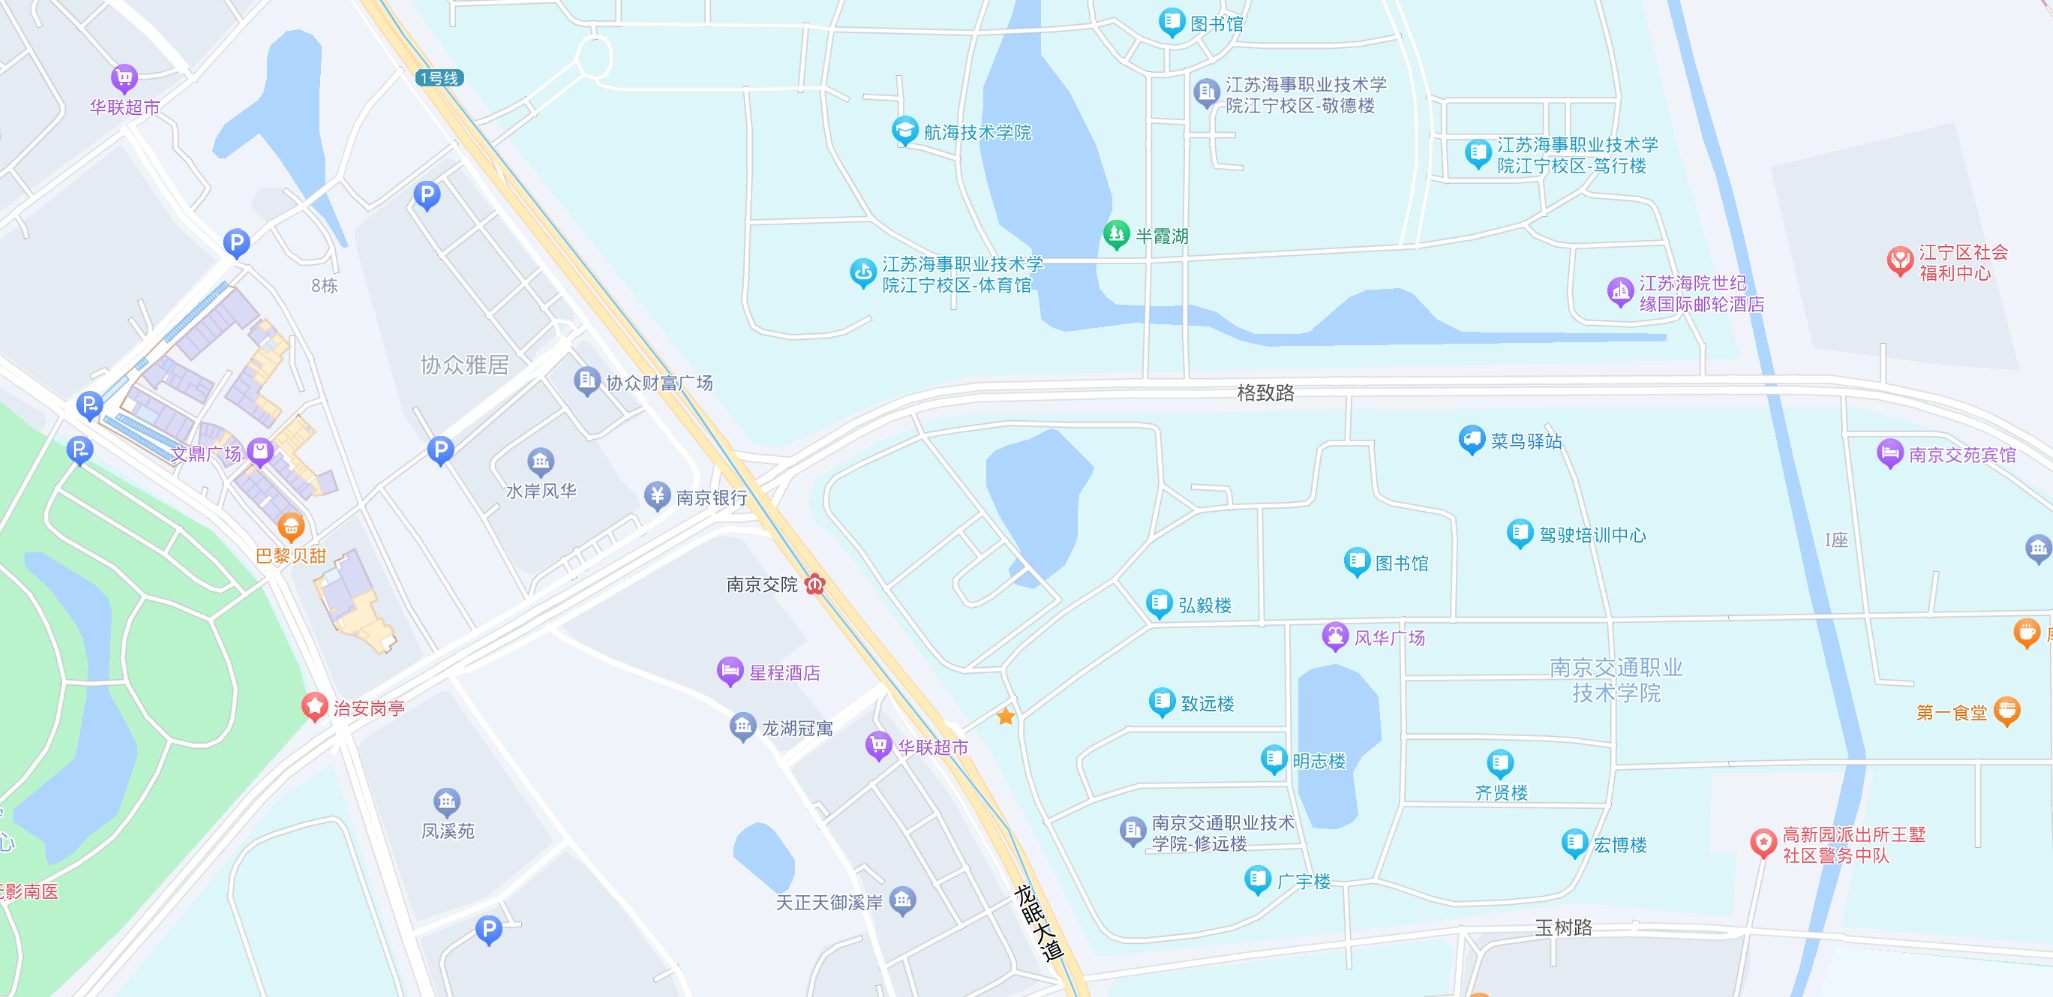 图书馆
1号线
华联超市
江苏海事职业技术学
院江宁校区-敬德楼
航海技术学院
江苏海事职业技术学
院江宁校区-笃行楼
P
半霞湖
P
江宁区社会
福利中心
江苏海事职业技术学
院江宁校区-体育馆
8栋
江苏海院世纪
缘国际邮轮酒店
协众雅居
协众财富广场
格致路
P
菜鸟驿站
P
P
文鼎广场
南京交苑宾馆
水岸风华
南京银行
驾驶培训中心
I座
巴黎贝甜
图书馆
南京交院
弘毅楼
风华广场
星程酒店
南京交通职业
技术学院
治安岗亭
致远楼
第一食堂
龙湖冠寓
华联超市
明志楼
齐贤楼
凤溪苑
南京交通职业技术
学院-修远楼
高新园派出所王墅
社区警务中队
宏博楼
心
影南医
广宇楼
天正天御溪岸
龙眠大道
P
玉树路